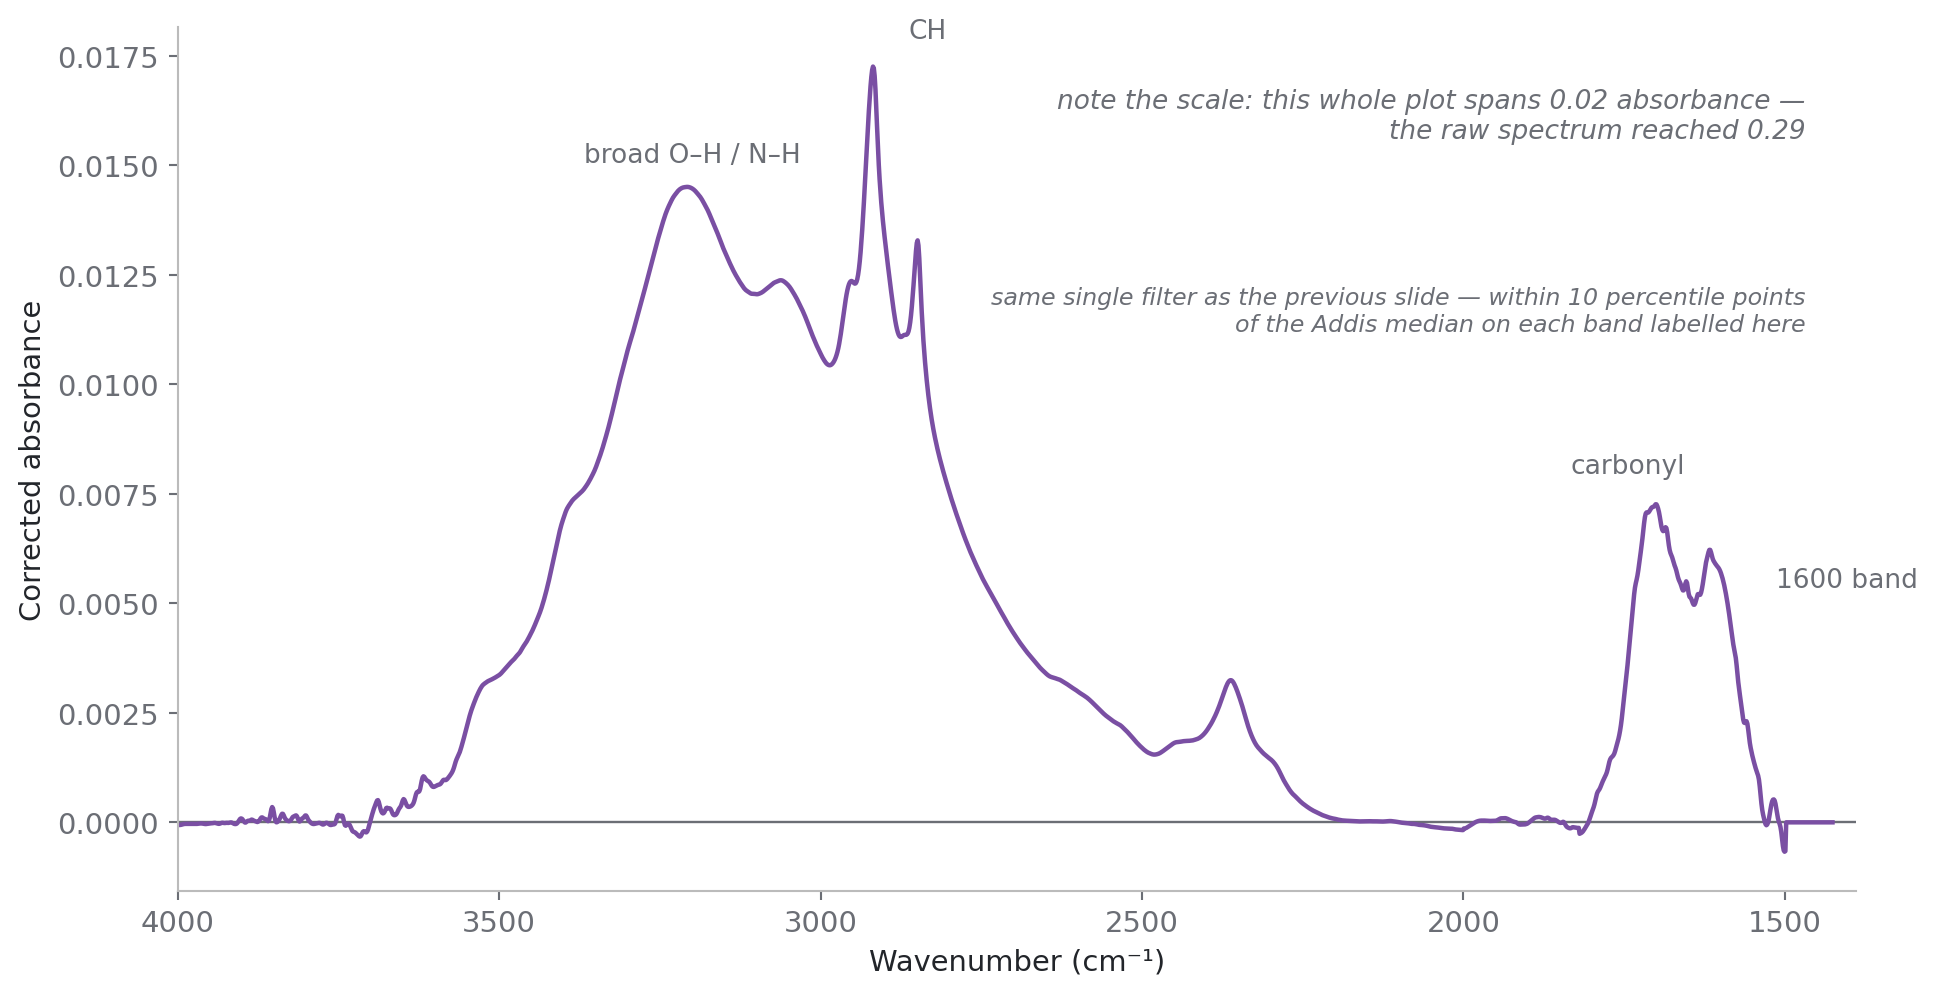 CH
0.0175
note the scale: this whole plot spans 0.02 absorbance —
the raw spectrum reached 0.29
broad O–H / N–H
0.0150
0.0125
same single filter as the previous slide — within 10 percentile points
of the Addis median on each band labelled here
0.0100
Corrected absorbance
0.0075
carbonyl
0.0050
1600 band
0.0025
0.0000
4000 3500 3000 2500 2000 1500
Wavenumber (cm⁻¹)